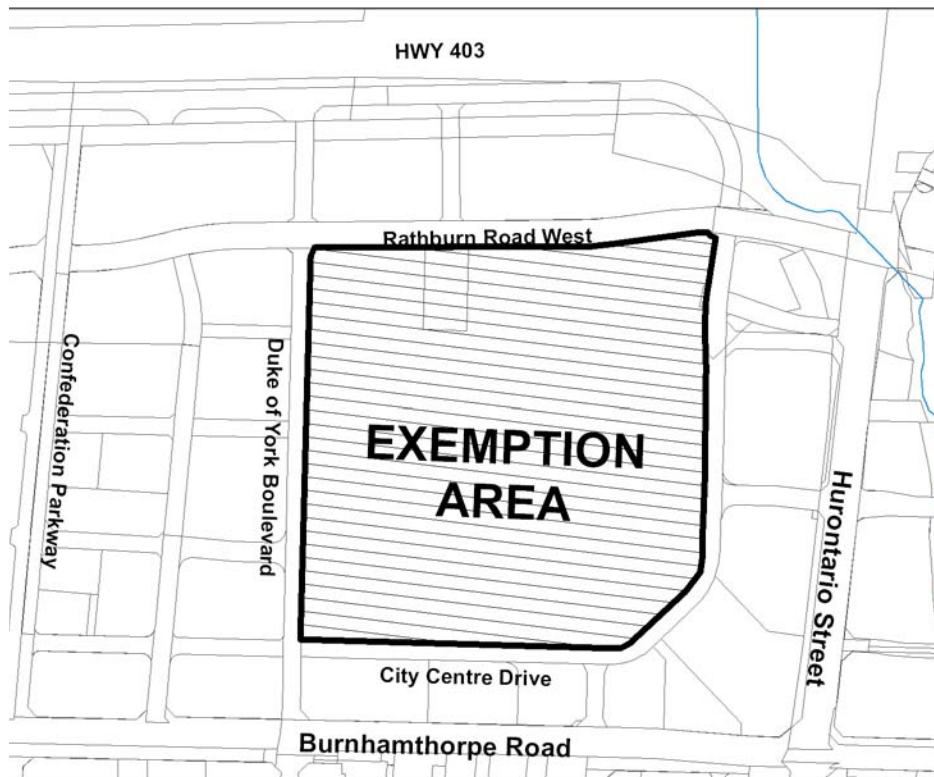 HWY 403
Rathburn Road West
Confederation Parkway
Duke of York Boulevard
EXEMPTION
AREA
Hurontario Street
City Centre Drive
Burnhamthorpe Road